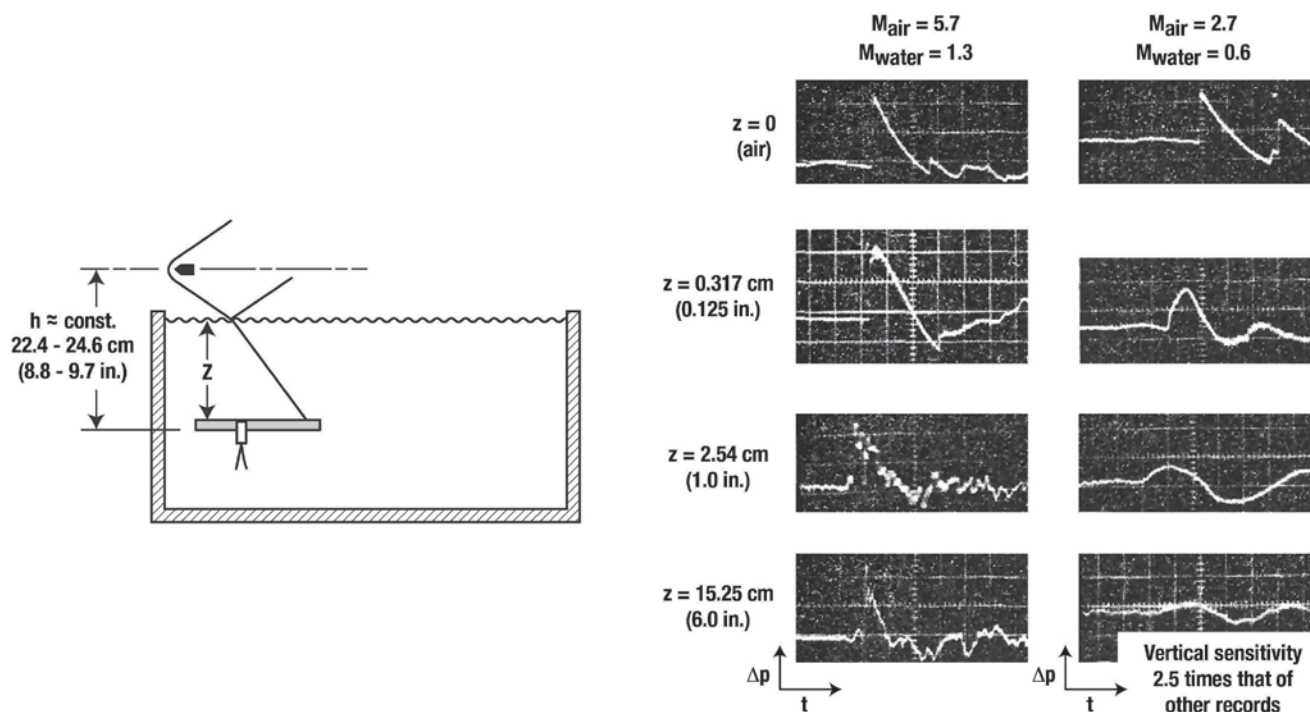 h ≈ const.
22.4 - 24.6 cm
(8.8 - 9.7 in.)
z
M_air = 5.7
M_water = 1.3
M_air = 2.7
M_water = 0.6
z = 0
(air)
z = 0.317 cm
(0.125 in.)
z = 2.54 cm
(1.0 in.)
z = 15.25 cm
(6.0 in.)
Δp
t
Δp
t
Vertical sensitivity
2.5 times that of
other records